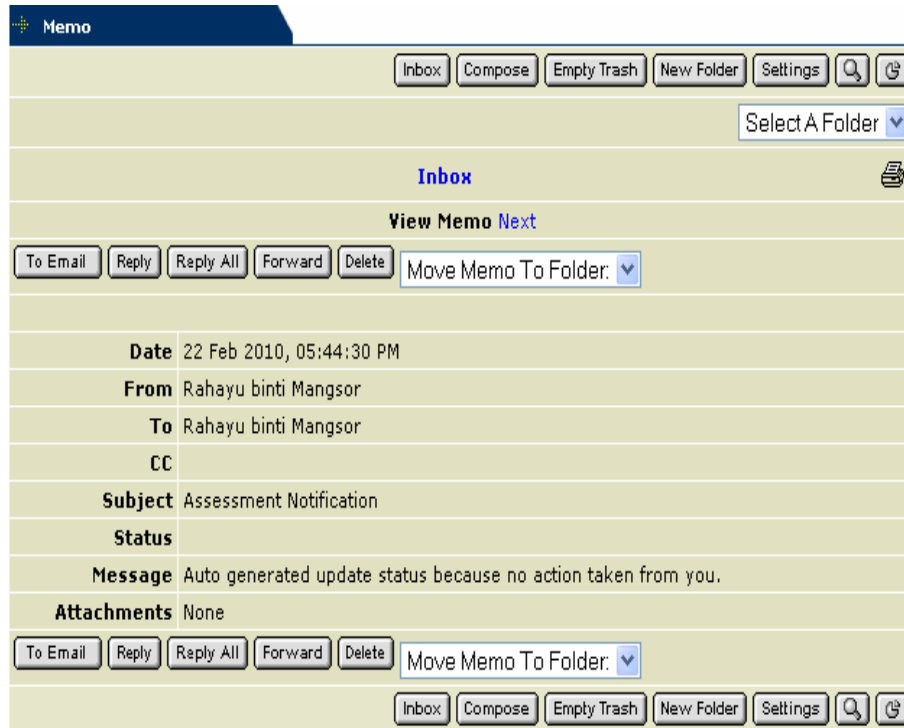 Memo
Inbox Compose Empty Trash New Folder Settings
Select A Folder
Inbox
View Memo Next
To Email Reply Reply All Forward Delete Move Memo To Folder:
Date 22 Feb 2010, 05:44:30 PM
From Rahayu binti Mangsor
To Rahayu binti Mangsor
CC
Subject Assessment Notification
Status
Message Auto generated update status because no action taken from you.
Attachments None
To Email Reply Reply All Forward Delete Move Memo To Folder:
Inbox Compose Empty Trash New Folder Settings